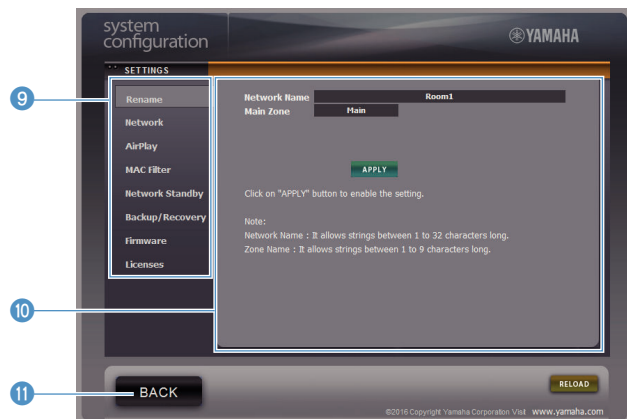 system
configuration
YAMAHA
SETTINGS
9
Rename
Network
AirPlay
MAC Filter
Network Standby
Backup/Recovery
Firmware
Licenses
Network Name Room1
Main Zone Main
APPLY
Click on "APPLY" button to enable the setting.
Note:
Network Name : It allows strings between 1 to 32 characters long.
Zone Name : It allows strings between 1 to 9 characters long.
10
11
BACK
RELOAD
©2016 Copyright Yamaha Corporation Visit www.yamaha.com